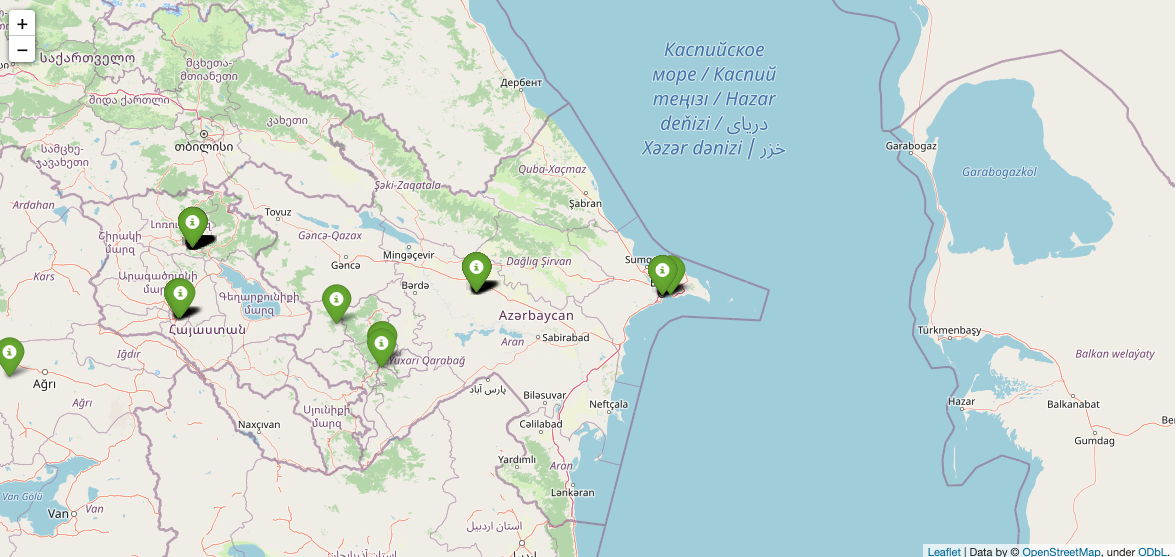 +
−
საქართველო
მცხეთა-
მთიანეთი
შიდა ქართლი
კახეთი
თბილისი
სამცხე-
ჯავახეთი
Дербент
Каспийское
море / Каспий
теңізі / Hazar
deňizi / دریای
خزر | Xəzər dənizi
Garabogaz
Garabogazköl
Quba-Xaçmaz
Şəki-Zaqatala
Şabran
Ardahan
Tovuz
Լոռու
Շիրակի
մարզ
Gəncə-Qazax
Mingəçevir
Dağlıq Şirvan
Gəncə
Bərdə
Kars
Արագածոտնի
մարզ
Գեղարքունիքի
մարզ
Հայաստան
Azərbaycan
Aran
Sabirabad
Iğdır
Yuxarı Qarabağ
Ağrı
Ağrı
Türkmenbaşy
Balkan welaýaty
Hazar
Balkanabat
Gumdag
پارس آباد
Biləsuvar
Neftçala
Սյունիքի
մարզ
Naxçıvan
Cəlilabad
Yardımlı
Aran
Lənkəran
Van Gölü
Van
Van
استان اردبیل
Leaflet | Data by © OpenStreetMap, under ODbL.